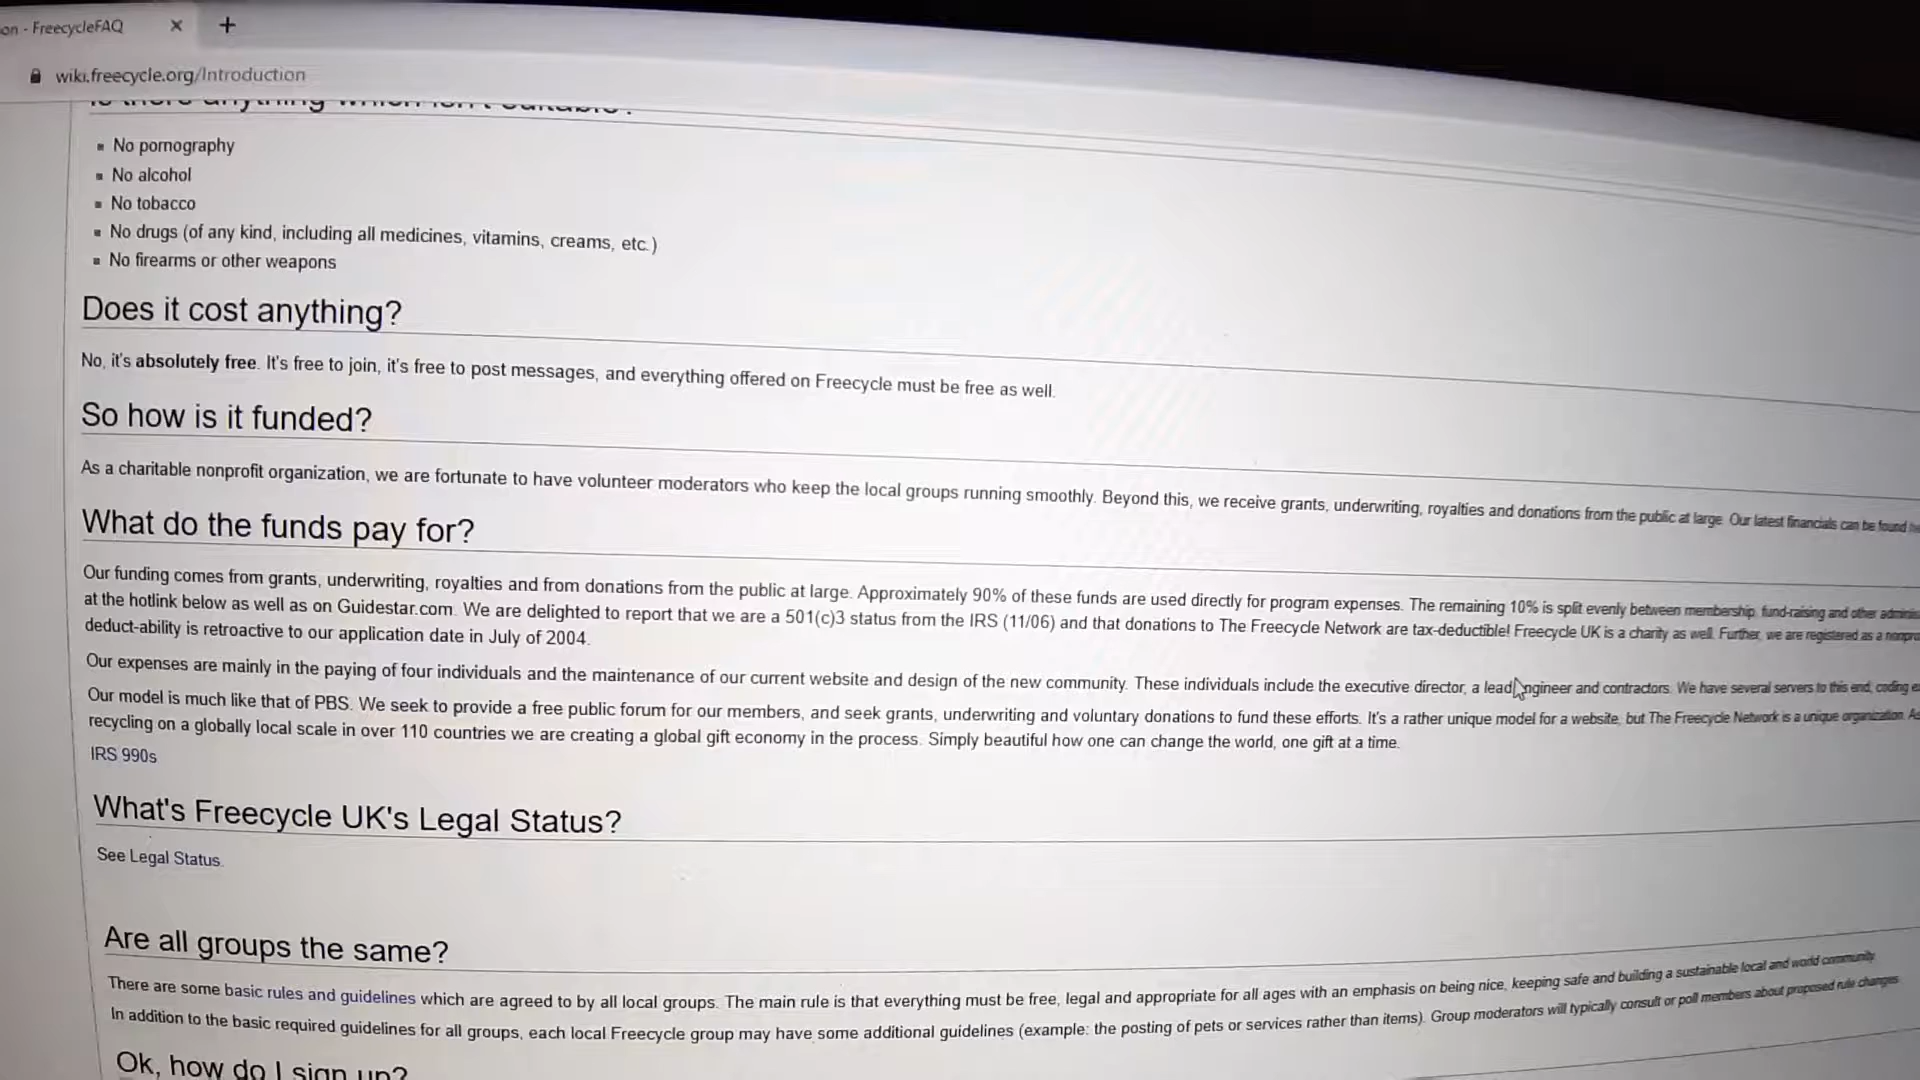 on - FreecycleFAQ
wiki.freecycle.org/Introduction
Is there anything which isn't suitable?
No pornography
No alcohol
No tobacco
No drugs (of any kind, including all medicines, vitamins, creams, etc.)
No firearms or other weapons
Does it cost anything?
No, it's absolutely free. It's free to join, it's free to post messages, and everything offered on Freecycle must be free as well.
So how is it funded?
As a charitable nonprofit organization, we are fortunate to have volunteer moderators who keep the local groups running smoothly. Beyond this, we receive grants, underwriting, royalties and donations from the public at large. Our latest financials can be found
What do the funds pay for?
Our funding comes from grants, underwriting, royalties and from donations from the public at large. Approximately 90% of these funds are used directly for program expenses. The remaining 10% is split evenly between membership, fund-raising and other
at the hotlink below as well as on Guidestar.com. We are delighted to report that we are a 501(c)3 status from the IRS (11/06) and that donations to The Freecycle Network are tax-deductible! Freecycle UK is a charity as well. Further, we are registered as a
deduct-ability is retroactive to our application date in July of 2004.
Our expenses are mainly in the paying of four individuals and the maintenance of our current website and design of the new community. These individuals include the executive director, a lead engineer and contractors. We have several servers to this end, coding
Our model is much like that of PBS. We seek to provide a free public forum for our members, and seek grants, underwriting and voluntary donations to fund these efforts. It's a rather unique model for a website, but The Freecycle Network is a unique organization.
recycling on a globally local scale in over 110 countries we are creating a global gift economy in the process. Simply beautiful how one can change the world, one gift at a time.
IRS 990s
What's Freecycle UK's Legal Status?
See Legal Status.
Are all groups the same?
There are some basic rules and guidelines which are agreed to by all local groups. The main rule is that everything must be free, legal and appropriate for all ages with an emphasis on being nice, keeping safe and building a sustainable local and world community.
In addition to the basic required guidelines for all groups, each local Freecycle group may have some additional guidelines (example: the posting of pets or services rather than items). Group moderators will typically consult or poll members about proposed rule changes.
Ok, how do I sign up?